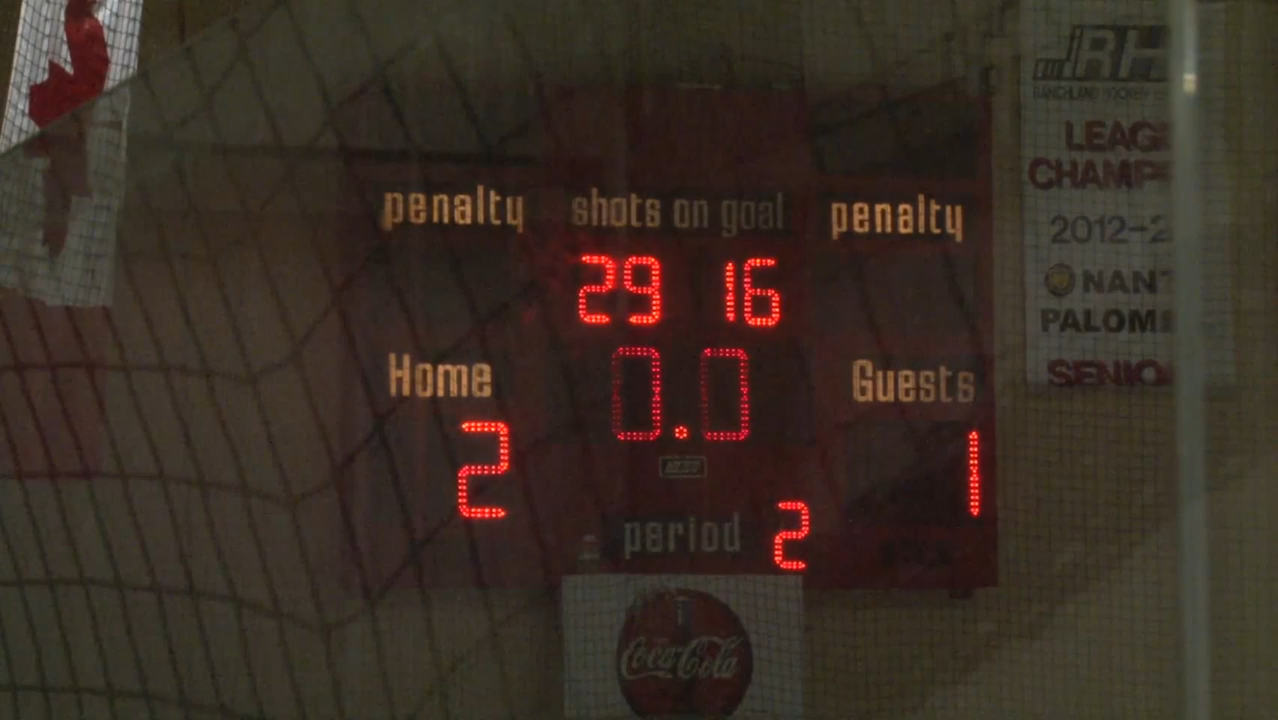 penalty shots on goal penalty
29 16
Home 0.0 Guests
2 1
period 2
Coca-Cola
RH
LEAG
CHAMP
2012-2
NANT
PALOM
SENIO